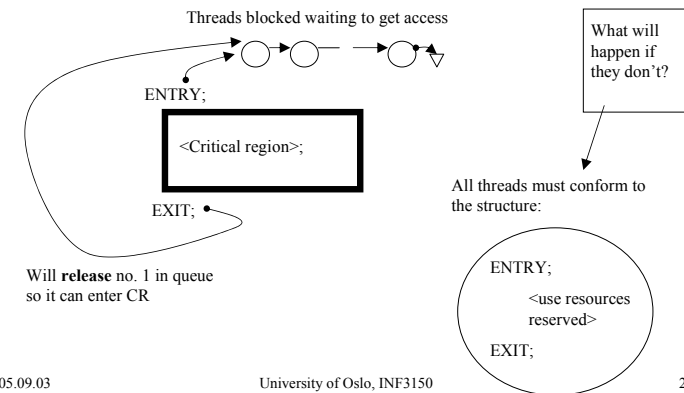 Threads blocked waiting to get access
What will
happen if
they don't?
ENTRY;
<Critical region>;
EXIT;
All threads must conform to
the structure:
Will release no. 1 in queue
so it can enter CR
ENTRY;
<use resources
reserved>
EXIT;
05.09.03
University of Oslo, INF3150
2